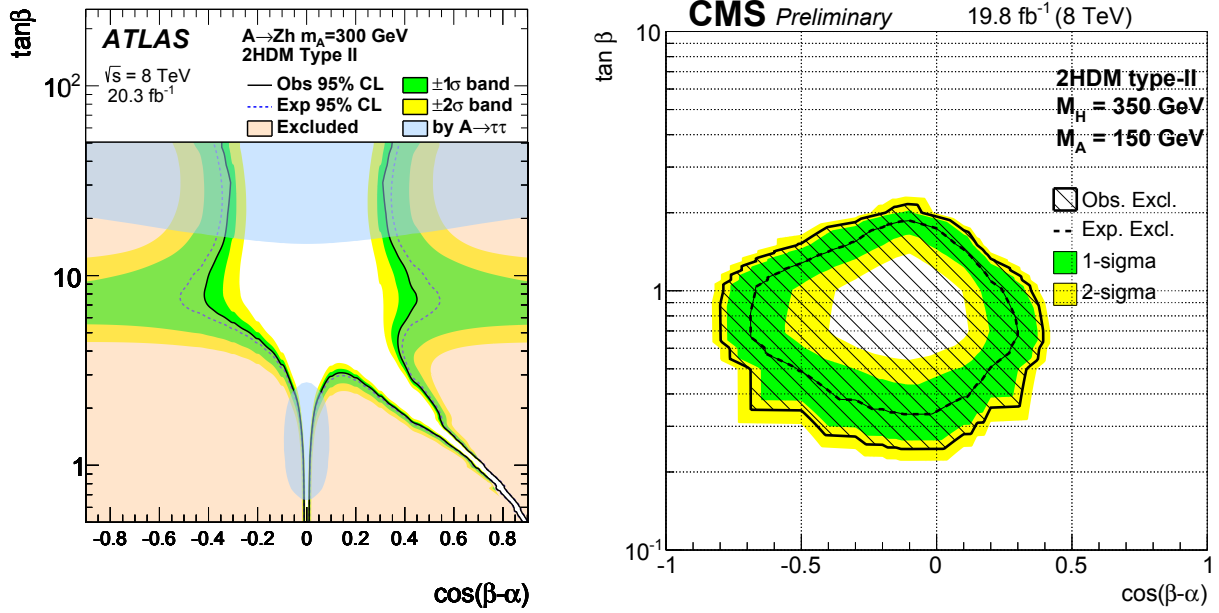 ATLAS
√s = 8 TeV
20.3 fb⁻¹
A→Zh m_A=300 GeV
2HDM Type II
Obs 95% CL
±1σ band
Exp 95% CL
±2σ band
Excluded
by A→ττ
tanβ
10²
10
1
-0.8 -0.6 -0.4 -0.2 0 0.2 0.4 0.6 0.8
cos(β-α)
CMS Preliminary 19.8 fb⁻¹ (8 TeV)
tan β
10
1
10⁻¹
2HDM type-II
M_H = 350 GeV
M_A = 150 GeV
Obs. Excl.
Exp. Excl.
1-sigma
2-sigma
-1 -0.5 0 0.5 1
cos(β-α)